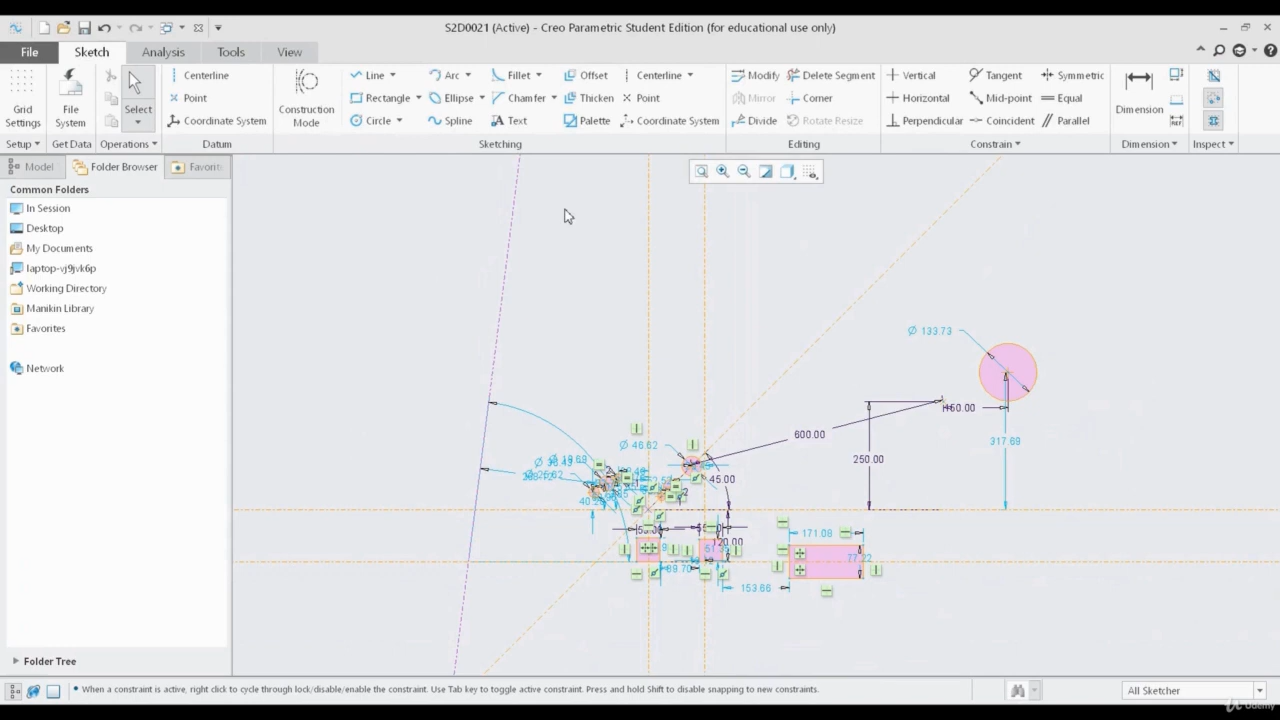 S2D0021 (Active) - Creo Parametric Student Edition (for educational use only)
File Sketch Analysis Tools View
Grid Settings
File System
Select
Centerline
Point
Coordinate System
Construction Mode
Line Arc Fillet Offset Centerline
Rectangle Ellipse Chamfer Thicken Point
Circle Spline Text Palette Coordinate System
Modify Delete Segment
Mirror Corner
Divide Rotate Resize
Vertical Tangent Symmetric
Horizontal Mid-point Equal
Perpendicular Coincident Parallel
Dimension
REF
Setup Get Data Operations Datum Sketching Editing Constrain Dimension Inspect
Model Folder Browser Favorit
Common Folders
In Session
Desktop
My Documents
laptop-vj9jvk6p
Working Directory
Manikin Library
Favorites
Network
Folder Tree
Ø 133.73
600.00
250.00
317.69
Ø 46.62
45.00
120.00
171.08
77.22
153.66
When a constraint is active, right click to cycle through lock/disable/enable the constraint. Use Tab key to toggle active constraint. Press and hold Shift to disable snapping to new constraints.
All Sketcher
Udemy